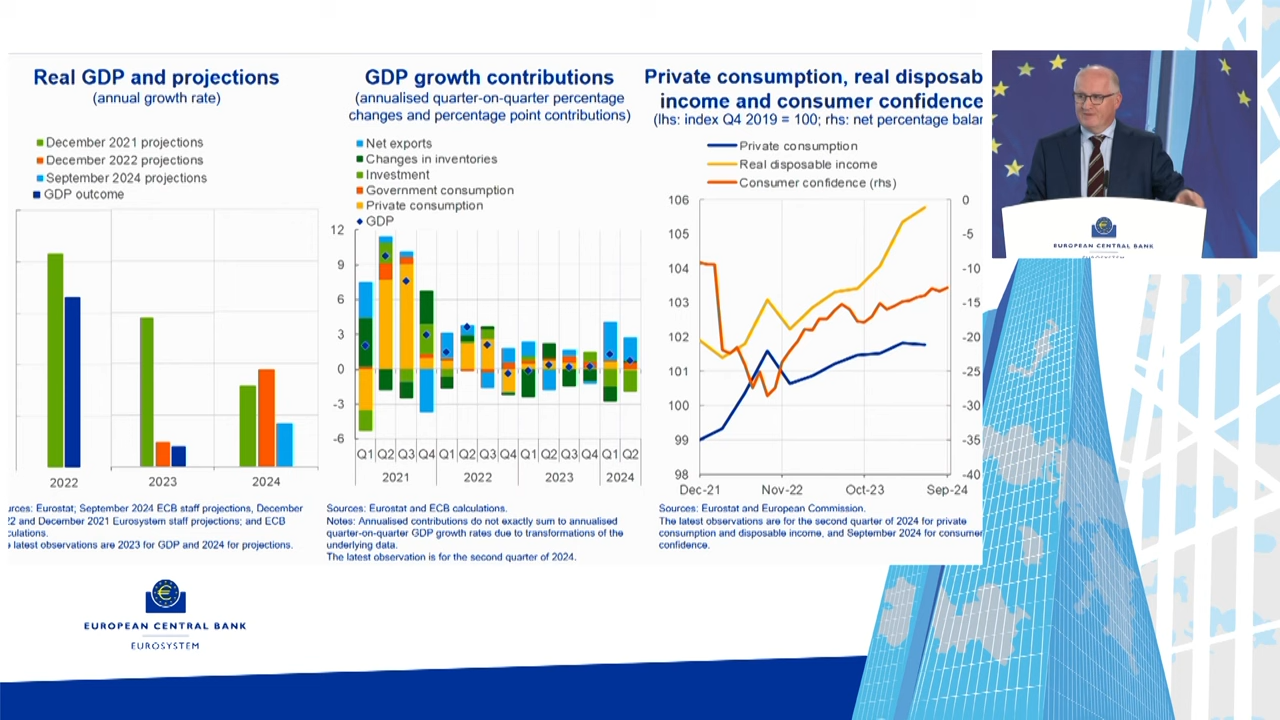 Real GDP and projections
(annual growth rate)
December 2021 projections
December 2022 projections
September 2024 projections
GDP outcome
2022
2023
2024
urces: Eurostat; September 2024 ECB staff projections, December
2 and December 2021 Eurosystem staff projections; and ECB
culations.
latest observations are 2023 for GDP and 2024 for projections.
GDP growth contributions
(annualised quarter-on-quarter percentage
changes and percentage point contributions)
Net exports
Changes in inventories
Investment
Government consumption
Private consumption
GDP
12
9
6
3
0
-3
-6
Q1 Q2 Q3 Q4 Q1 Q2 Q3 Q4 Q1 Q2 Q3 Q4 Q1 Q2
2021 2022 2023 2024
Sources: Eurostat and ECB calculations.
Notes: Annualised contributions do not exactly sum to annualised
quarter-on-quarter GDP growth rates due to transformations of the
underlying data.
The latest observation is for the second quarter of 2024.
Private consumption, real disposab
income and consumer confidence
(lhs: index Q4 2019 = 100; rhs: net percentage balan
Private consumption
Real disposable income
Consumer confidence (rhs)
106
105
104
103
102
101
100
99
98
0
-5
-10
-15
-20
-25
-30
-35
-40
Dec-21 Nov-22 Oct-23 Sep-24
Sources: Eurostat and European Commission.
The latest observations are for the second quarter of 2024 for private
consumption and disposable income, and September 2024 for consumer
confidence.
EUROPEAN CENTRAL BANK
EUROSYSTEM
EUROPEAN CENTRAL BANK